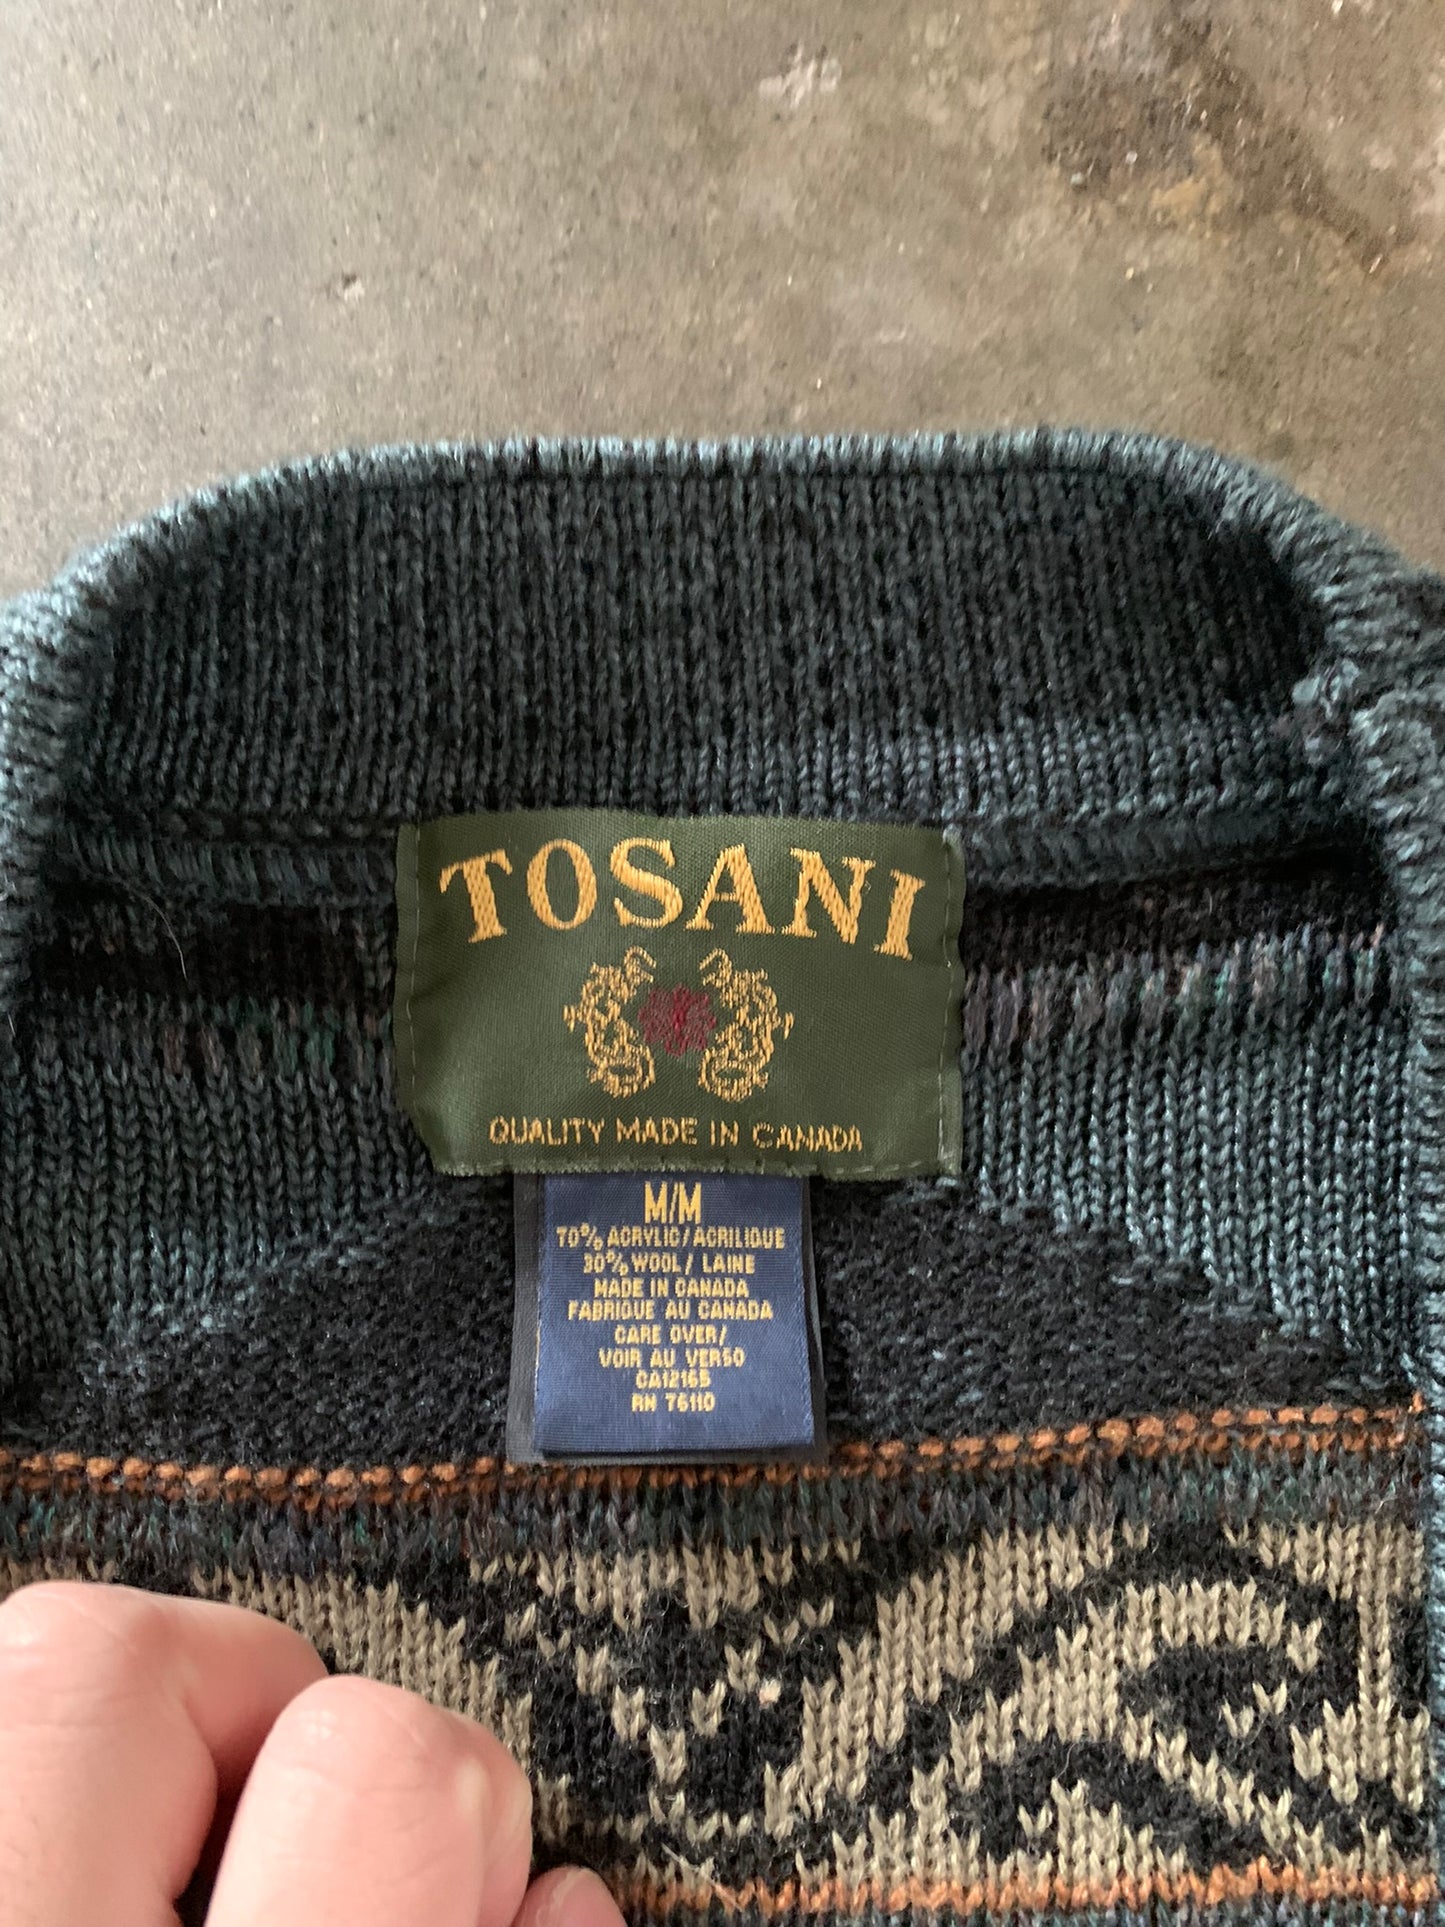 TOSANI
QUALITY MADE IN CANADA
M/M
70% ACRYLIC/ACRILIQUE
30% WOOL/ LAINE
MADE IN CANADA
FABRIQUE AU CANADA
CARE OVER/
VOIR AU VERSO
CA12165
RN 76110